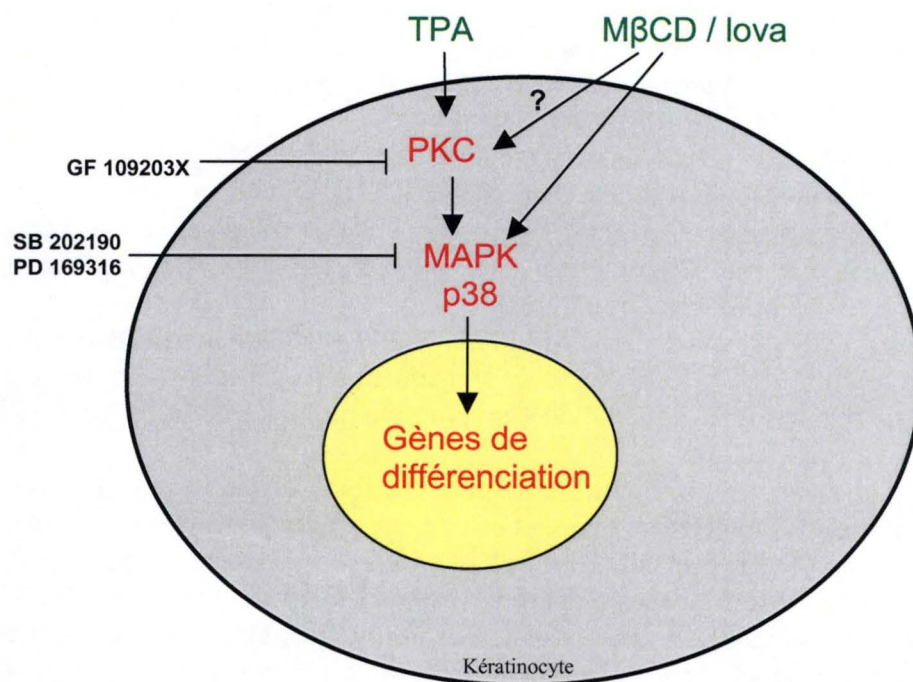 TPA
MβCD / lova
?
PKC
GF 109203X
SB 202190
PD 169316
MAPK
p38
Gènes de
différenciation
Kératinocyte